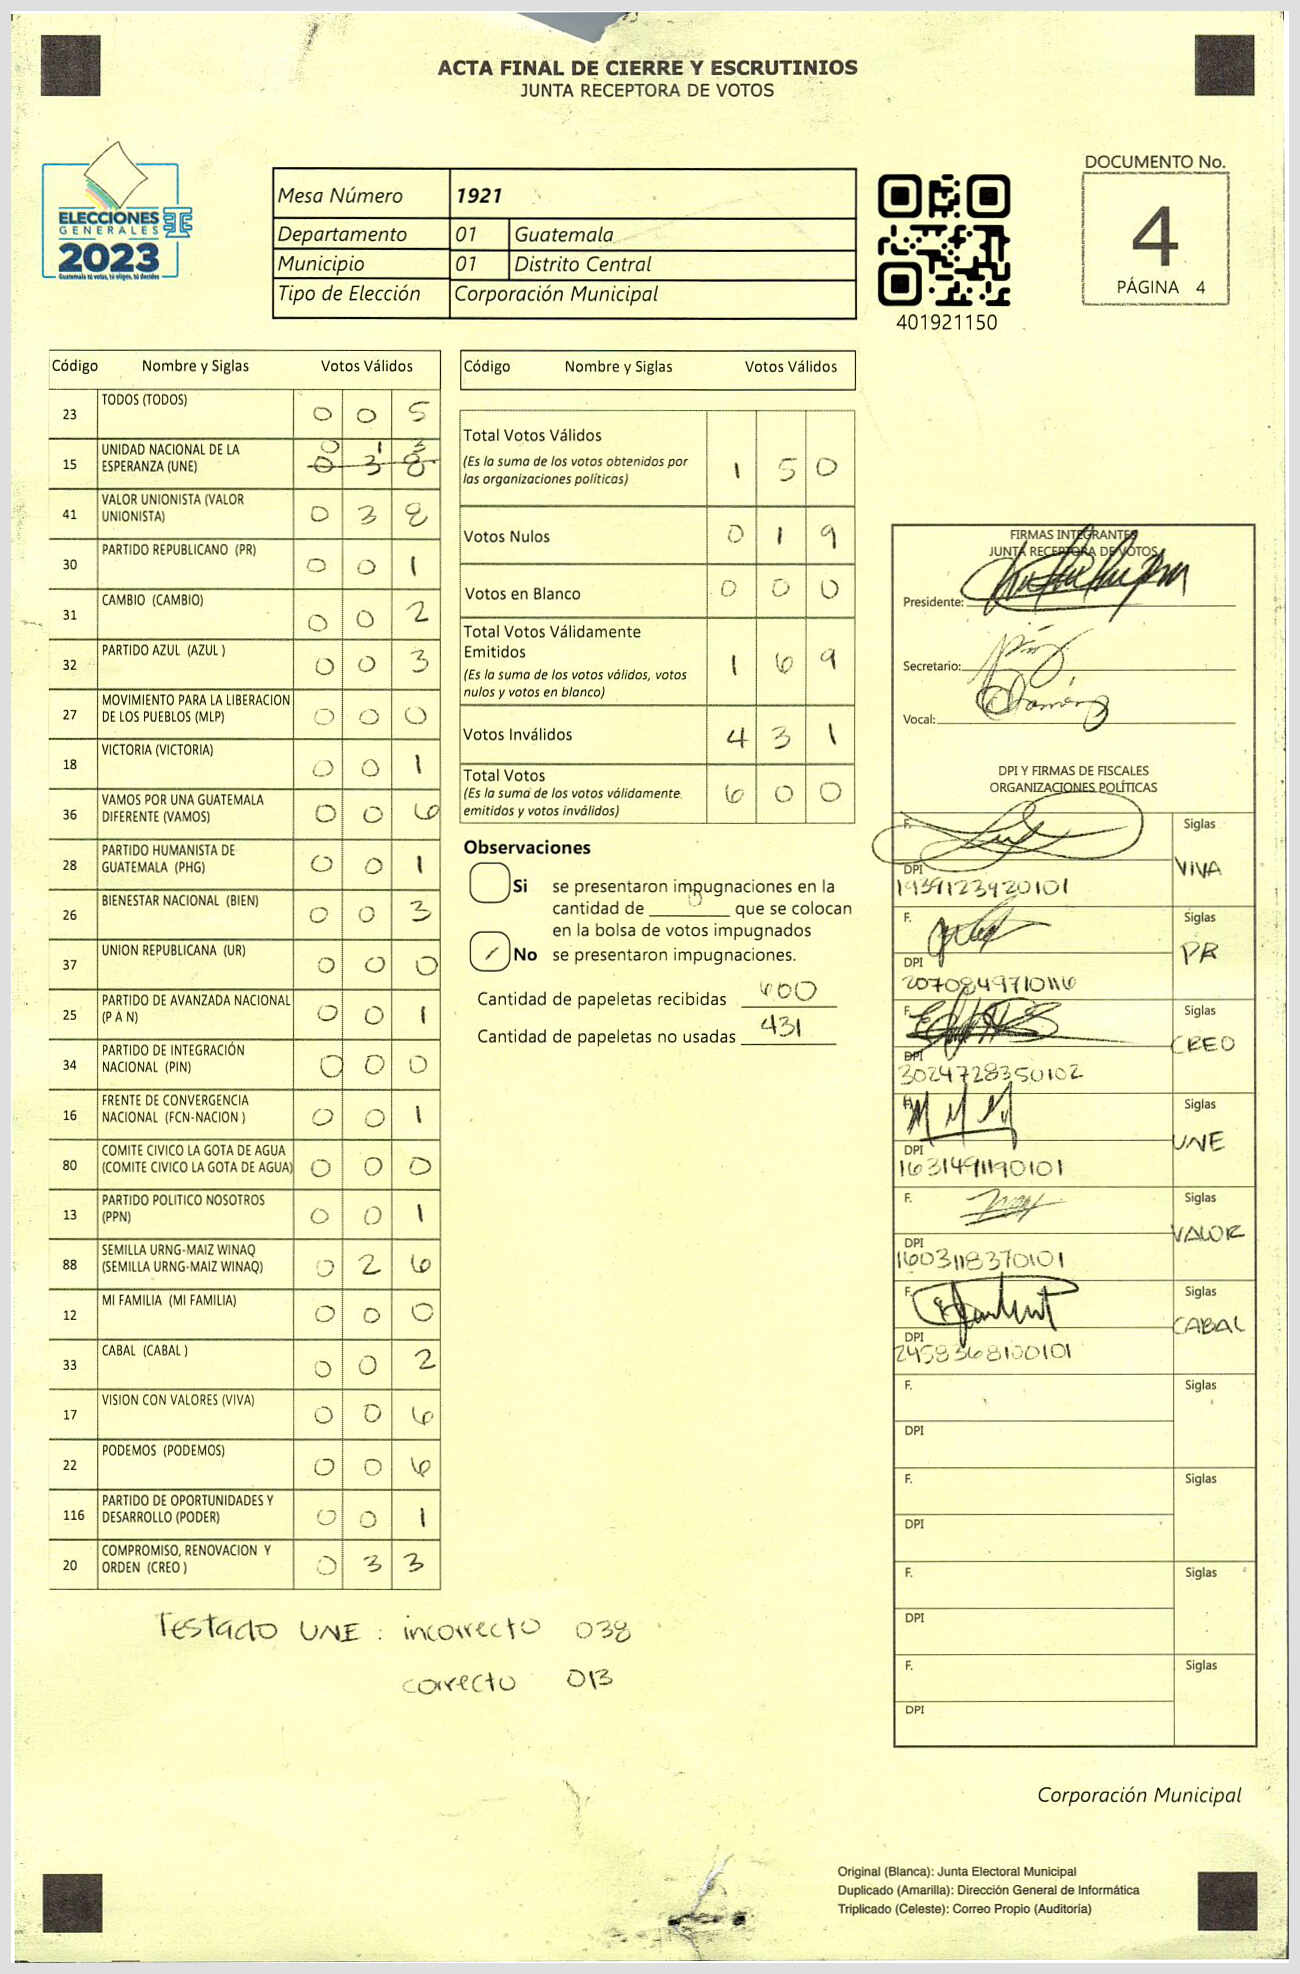 ACTA FINAL DE CIERRE Y ESCRUTINIOS
JUNTA RECEPTORA DE VOTOS
ELECCIONES
GENERALES
2023
Guatemala tú votas, tú eliges, tú decides
Mesa Número 1921
Departamento 01 Guatemala
Municipio 01 Distrito Central
Tipo de Elección Corporación Municipal
401921150
DOCUMENTO No.
4
PÁGINA 4
Código Nombre y Siglas Votos Válidos
23 TODOS (TODOS) 0 0 5
15 UNIDAD NACIONAL DE LA ESPERANZA (UNE) 0 1 3
0 3 8
41 VALOR UNIONISTA (VALOR UNIONISTA) 0 3 8
30 PARTIDO REPUBLICANO (PR) 0 0 1
31 CAMBIO (CAMBIO) 0 0 2
32 PARTIDO AZUL (AZUL ) 0 0 3
27 MOVIMIENTO PARA LA LIBERACION DE LOS PUEBLOS (MLP) 0 0 0
18 VICTORIA (VICTORIA) 0 0 1
36 VAMOS POR UNA GUATEMALA DIFERENTE (VAMOS) 0 0 6
28 PARTIDO HUMANISTA DE GUATEMALA (PHG) 0 0 1
26 BIENESTAR NACIONAL (BIEN) 0 0 3
37 UNION REPUBLICANA (UR) 0 0 0
25 PARTIDO DE AVANZADA NACIONAL (P A N) 0 0 1
34 PARTIDO DE INTEGRACIÓN NACIONAL (PIN) 0 0 0
16 FRENTE DE CONVERGENCIA NACIONAL (FCN-NACION ) 0 0 1
80 COMITE CIVICO LA GOTA DE AGUA (COMITE CIVICO LA GOTA DE AGUA) 0 0 0
13 PARTIDO POLITICO NOSOTROS (PPN) 0 0 1
88 SEMILLA URNG-MAIZ WINAQ (SEMILLA URNG-MAIZ WINAQ) 0 2 6
12 MI FAMILIA (MI FAMILIA) 0 0 0
33 CABAL (CABAL ) 0 0 2
17 VISION CON VALORES (VIVA) 0 0 6
22 PODEMOS (PODEMOS) 0 0 6
116 PARTIDO DE OPORTUNIDADES Y DESARROLLO (PODER) 0 0 1
20 COMPROMISO, RENOVACION Y ORDEN (CREO ) 0 3 3
Testado UNE : incorrecto 038
correcto 013
Código Nombre y Siglas Votos Válidos
Total Votos Válidos 1 5 0
(Es la suma de los votos obtenidos por
las organizaciones políticas)
Votos Nulos 0 1 9
Votos en Blanco 0 0 0
Total Votos Válidamente
Emitidos 1 6 9
(Es la suma de los votos válidos, votos
nulos y votos en blanco)
Votos Inválidos 4 3 1
Total Votos 6 0 0
(Es la suma de los votos válidamente
emitidos y votos inválidos)
Observaciones
Si se presentaron impugnaciones en la
cantidad de 0 que se colocan
en la bolsa de votos impugnados
No se presentaron impugnaciones.
Cantidad de papeletas recibidas 600
Cantidad de papeletas no usadas 431
FIRMAS INTEGRANTES
JUNTA RECEPTORA DE VOTOS
Presidente:
Secretario:
Vocal:
DPI Y FIRMAS DE FISCALES
ORGANIZACIONES POLÍTICAS
F. Siglas VIVA
DPI 1939123920101
F. Siglas PR
DPI 2070849710116
F. Siglas CREO
DPI 3024728350102
F. Siglas UNE
DPI 1631491190101
F. Siglas VALOR
DPI 1603118370101
F. Siglas CABAL
DPI 2458368100101
F. Siglas
DPI
F. Siglas
DPI
F. Siglas
DPI
F. Siglas
DPI
Corporación Municipal
Original (Blanca): Junta Electoral Municipal
Duplicado (Amarilla): Dirección General de Informática
Triplicado (Celeste): Correo Propio (Auditoría)